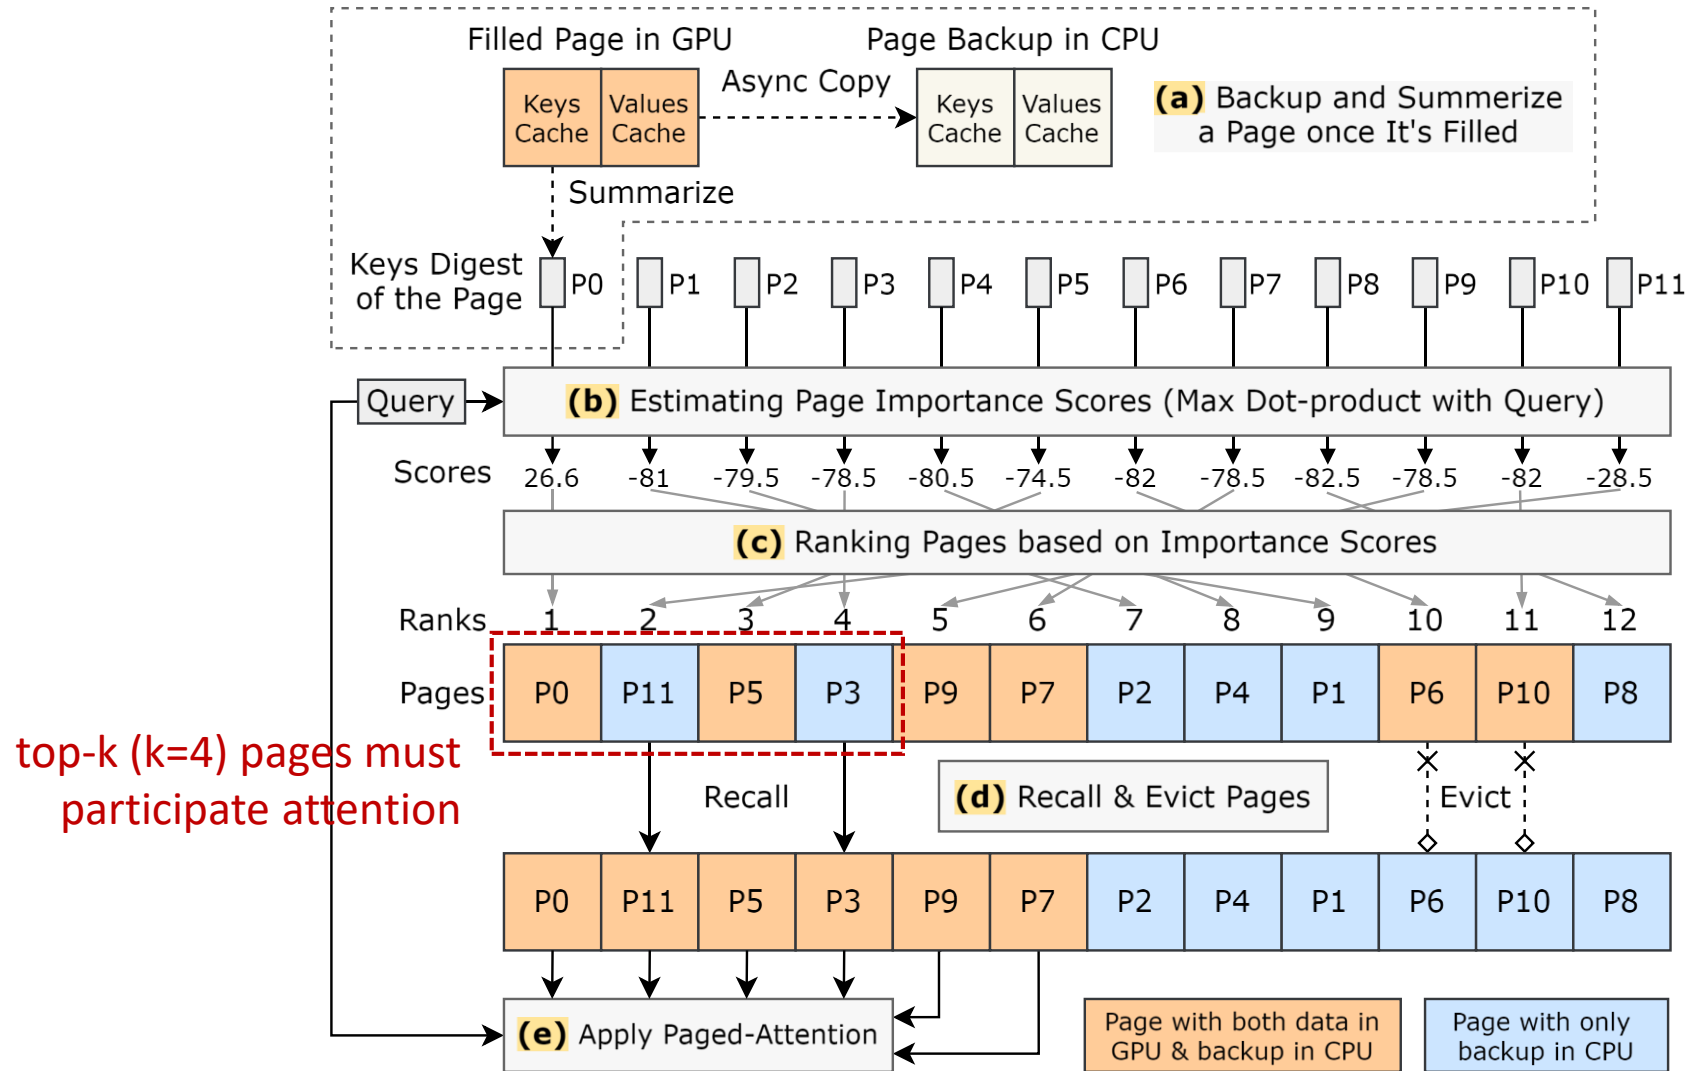 Filled Page in GPU
Page Backup in CPU
Keys
Cache
Values
Cache
Async Copy
Keys
Cache
Values
Cache
(a) Backup and Summerize
a Page once It's Filled
Summarize
Keys Digest
of the Page
P0 P1 P2 P3 P4 P5 P6 P7 P8 P9 P10 P11
Query
(b) Estimating Page Importance Scores (Max Dot-product with Query)
Scores 26.6 -81 -79.5 -78.5 -80.5 -74.5 -82 -78.5 -82.5 -78.5 -82 -28.5
(c) Ranking Pages based on Importance Scores
Ranks 1 2 3 4 5 6 7 8 9 10 11 12
Pages P0 P11 P5 P3 P9 P7 P2 P4 P1 P6 P10 P8
top-k (k=4) pages must
participate attention
Recall
(d) Recall & Evict Pages
Evict
P0 P11 P5 P3 P9 P7 P2 P4 P1 P6 P10 P8
(e) Apply Paged-Attention
Page with both data in
GPU & backup in CPU
Page with only
backup in CPU